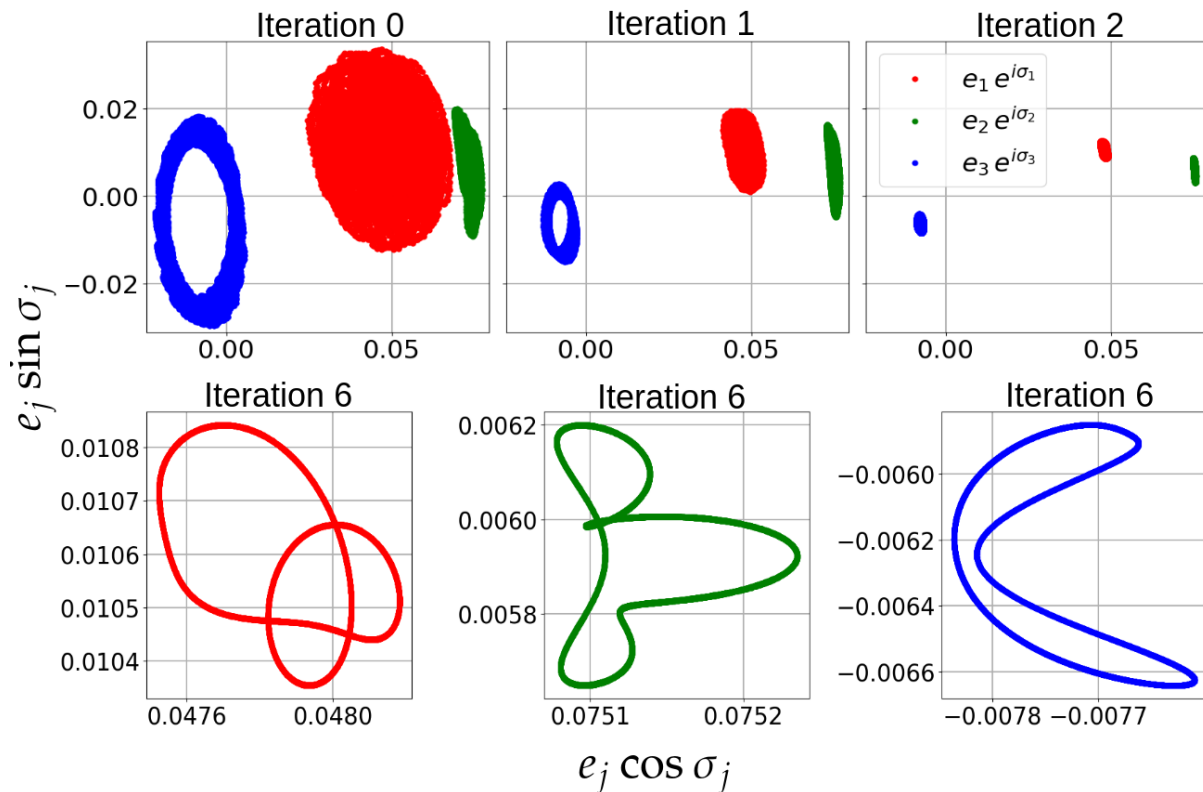 Iteration 0
Iteration 1
Iteration 2
0.02
0.00
−0.02
0.00
0.05
0.00
0.05
0.00
0.05
e₁ e^{iσ₁}
e₂ e^{iσ₂}
e₃ e^{iσ₃}
e_j sin σ_j
Iteration 6
Iteration 6
Iteration 6
0.0108
0.0107
0.0106
0.0105
0.0104
0.0476
0.0480
0.0062
0.0060
0.0058
0.0751
0.0752
−0.0060
−0.0062
−0.0064
−0.0066
−0.0078
−0.0077
e_j cos σ_j